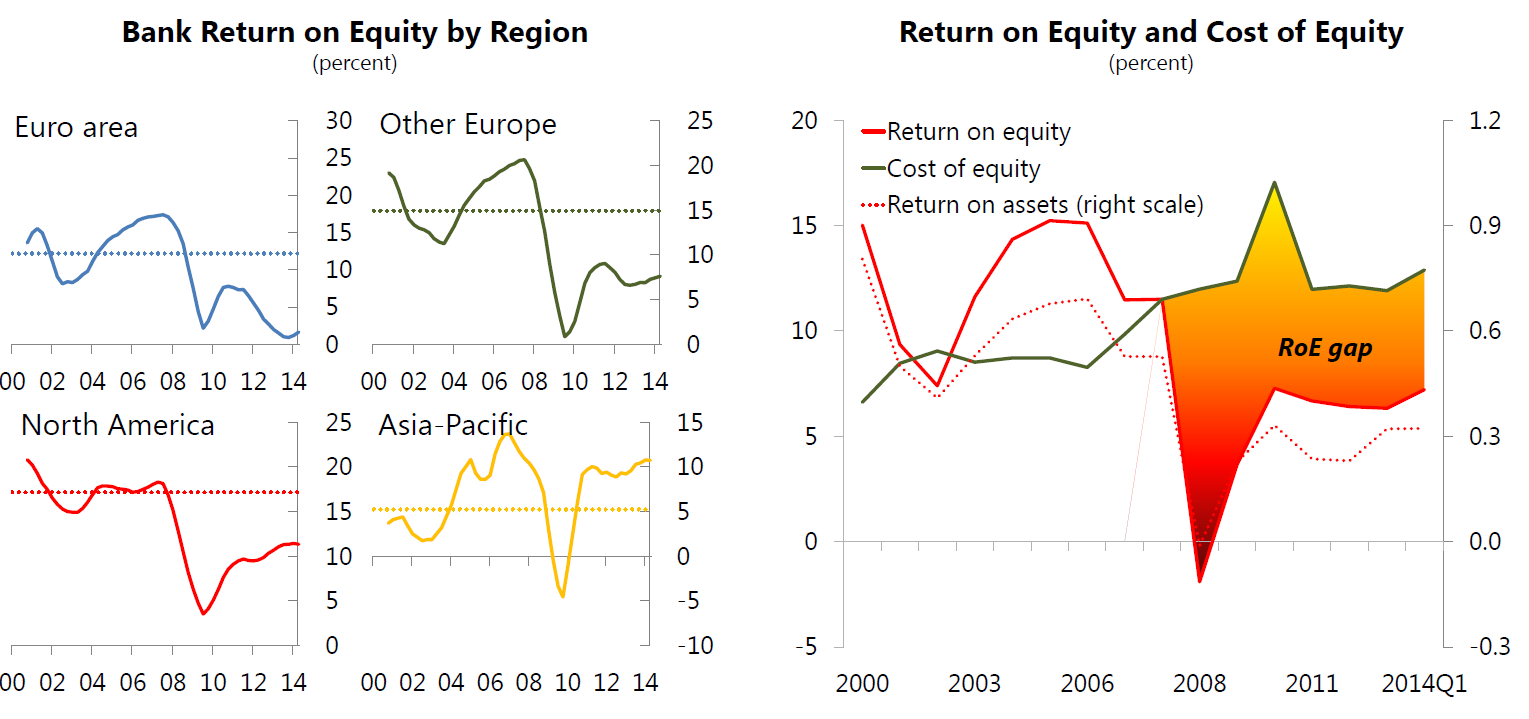 Bank Return on Equity by Region
(percent)
Euro area
30
25
20
15
10
5
0
00 02 04 06 08 10 12 14
Other Europe
25
20
15
10
5
0
00 02 04 06 08 10 12 14
North America
25
20
15
10
5
0
00 02 04 06 08 10 12 14
Asia-Pacific
15
10
5
0
-5
-10
00 02 04 06 08 10 12 14
Return on Equity and Cost of Equity
(percent)
20
15
10
5
0
-5
Return on equity
Cost of equity
Return on assets (right scale)
RoE gap
1.2
0.9
0.6
0.3
0.0
-0.3
2000 2003 2006 2008 2011 2014Q1